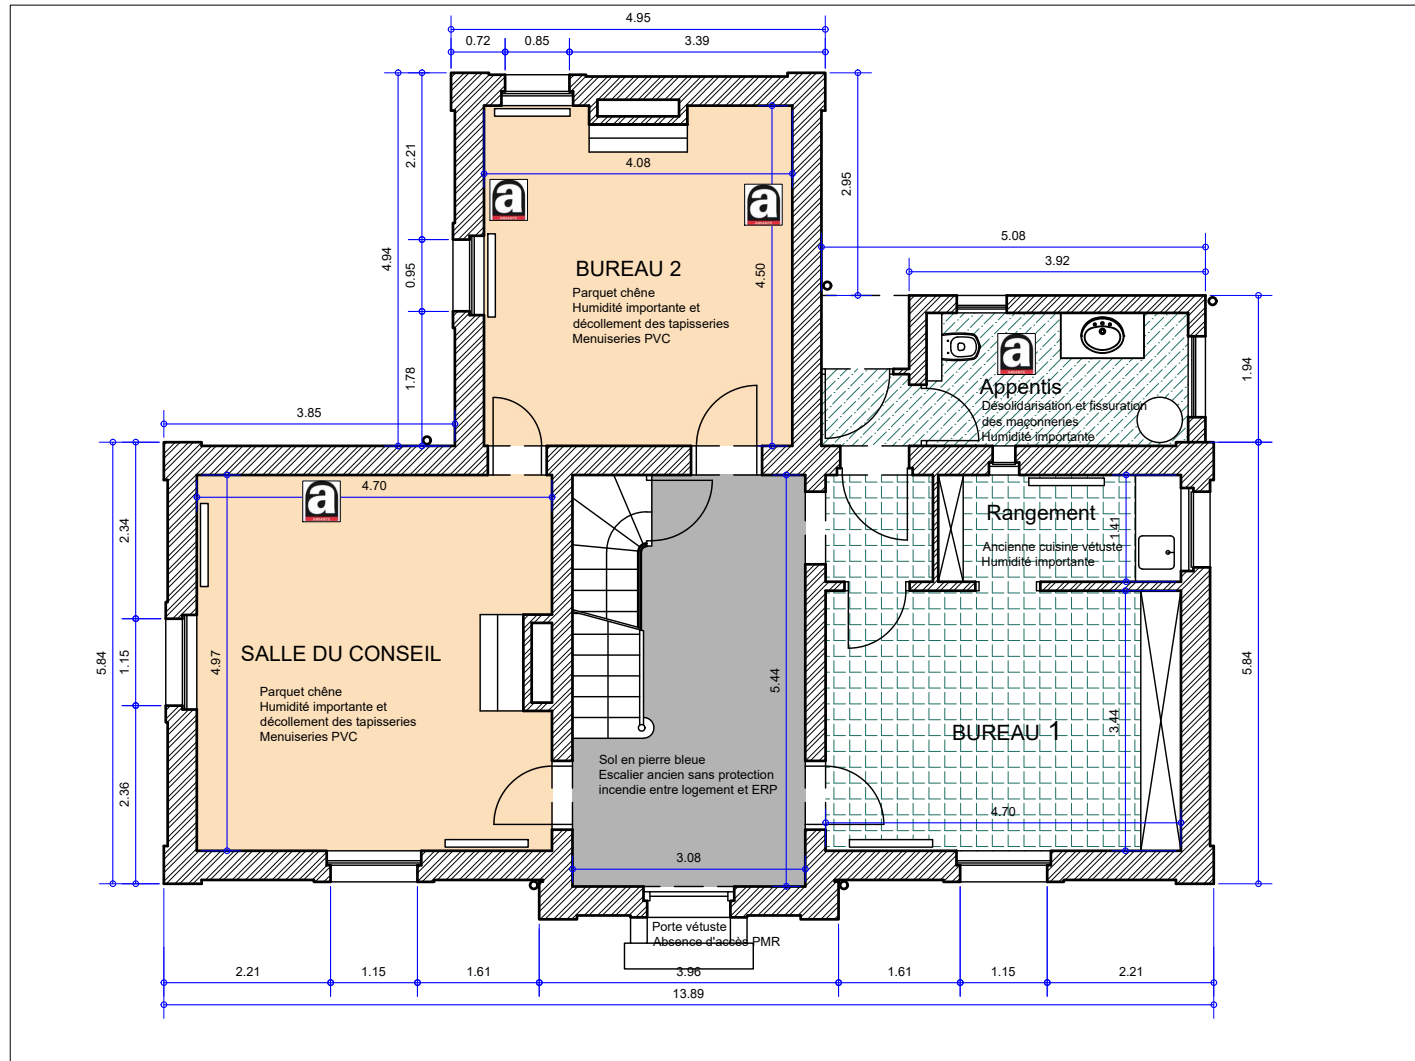 4.95
0.72
0.85
3.39
2.21
4.08
2.95
a
AMIANTE
a
AMIANTE
5.08
3.92
4.94
0.95
4.50
BUREAU 2
Parquet chêne
Humidité importante et
décollement des tapisseries
Menuiseries PVC
1.78
a
AMIANTE
1.94
Appentis
Désolidarisation et fissuration
des maçonneries
Humidité importante
3.85
4.70
a
AMIANTE
2.34
Rangement
1.41
Ancienne cuisine vétuste
Humidité importante
5.84
1.15
4.97
SALLE DU CONSEIL
Parquet chêne
Humidité importante et
décollement des tapisseries
Menuiseries PVC
5.44
3.44
5.84
BUREAU 1
2.36
Sol en pierre bleue
Escalier ancien sans protection
incendie entre logement et ERP
4.70
3.08
Porte vétuste
Absence d'accès PMR
2.21
1.15
1.61
3.96
1.61
1.15
2.21
13.89